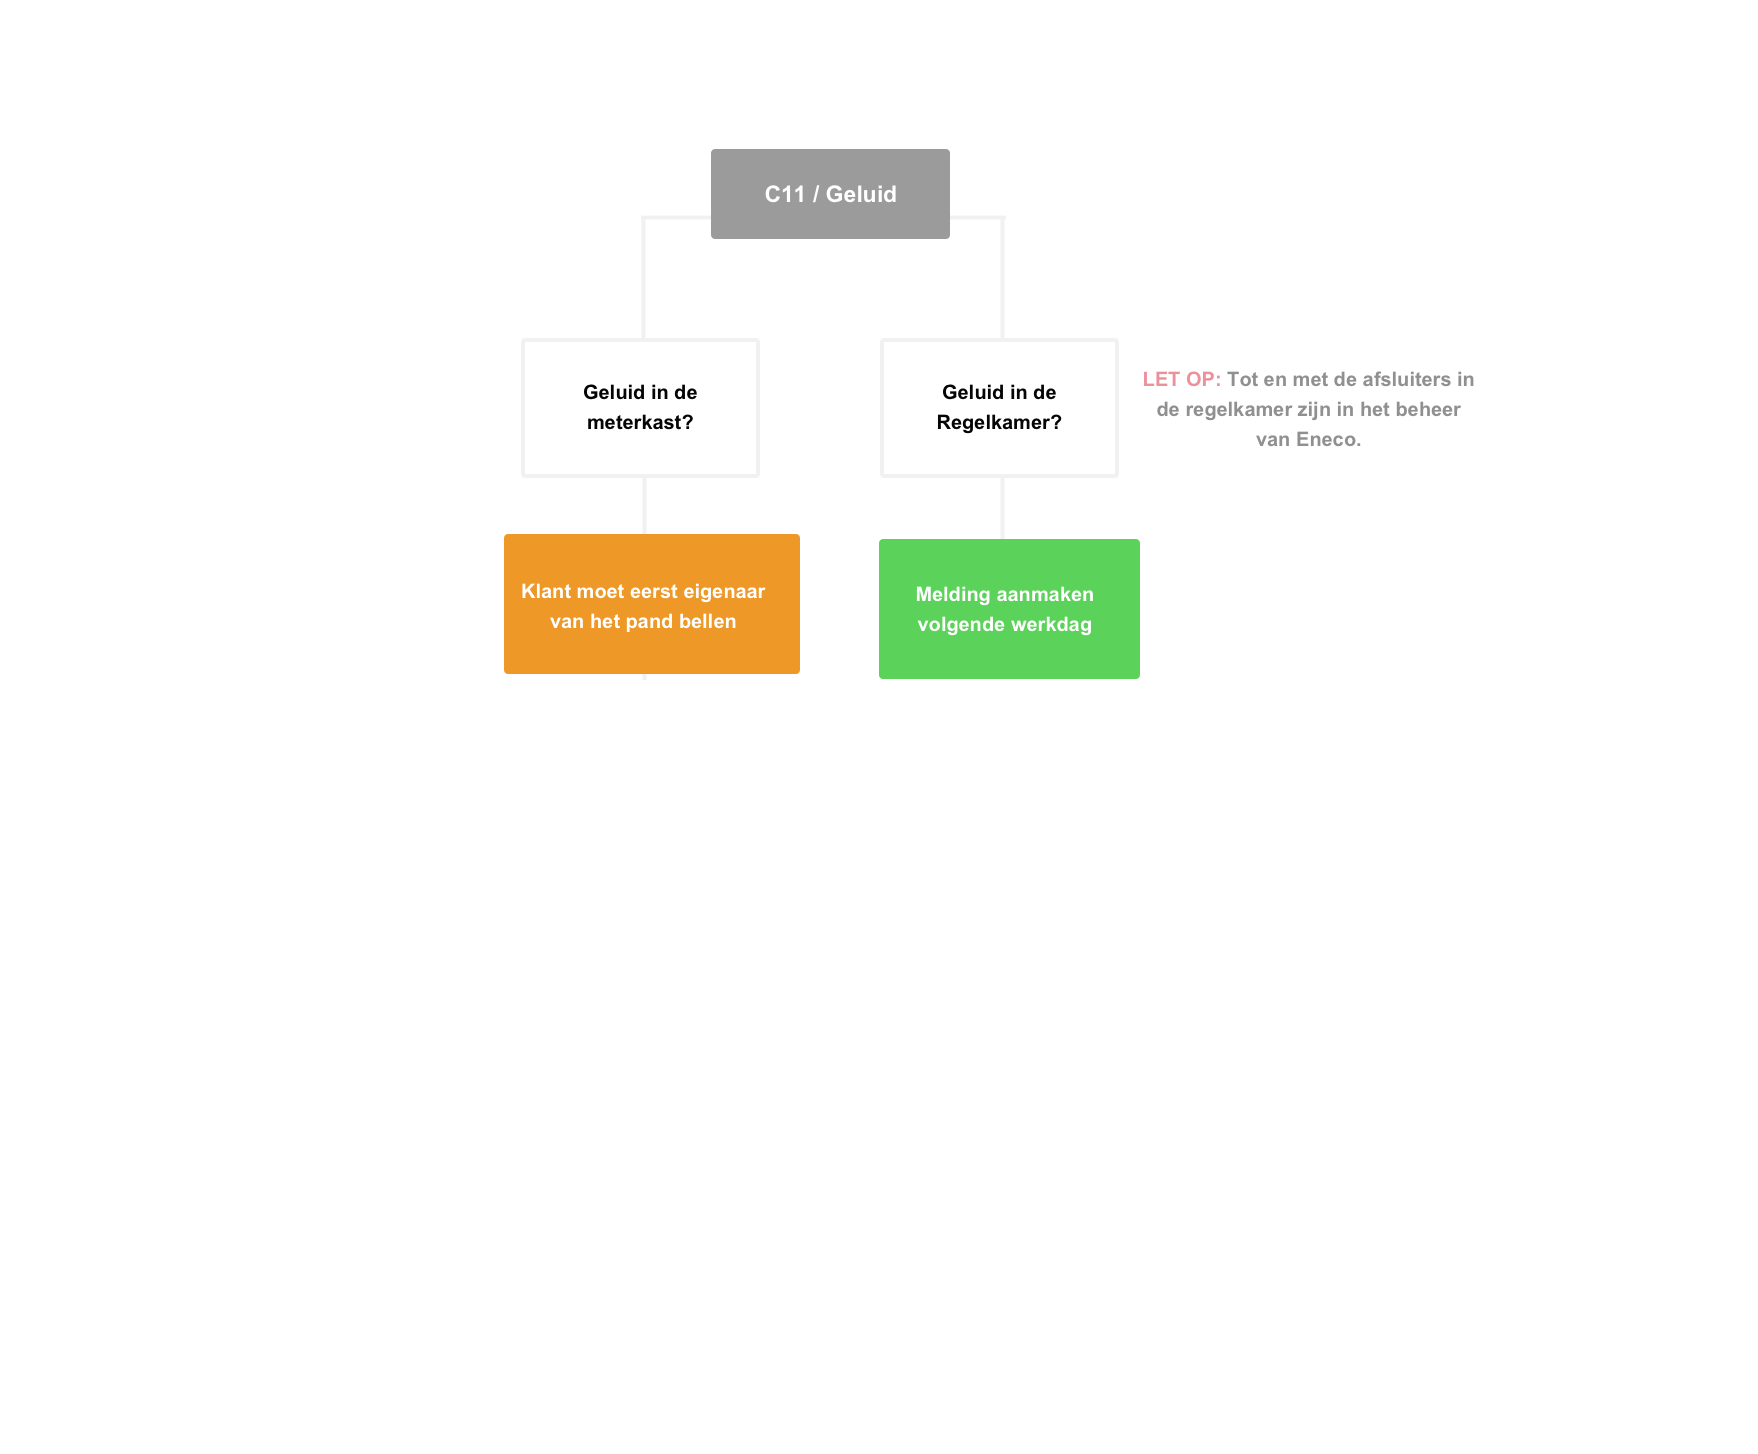 C11 / Geluid
Geluid in de
meterkast?
Geluid in de
Regelkamer?
LET OP: Tot en met de afsluiters in
de regelkamer zijn in het beheer
van Eneco.
Klant moet eerst eigenaar
van het pand bellen
Melding aanmaken
volgende werkdag